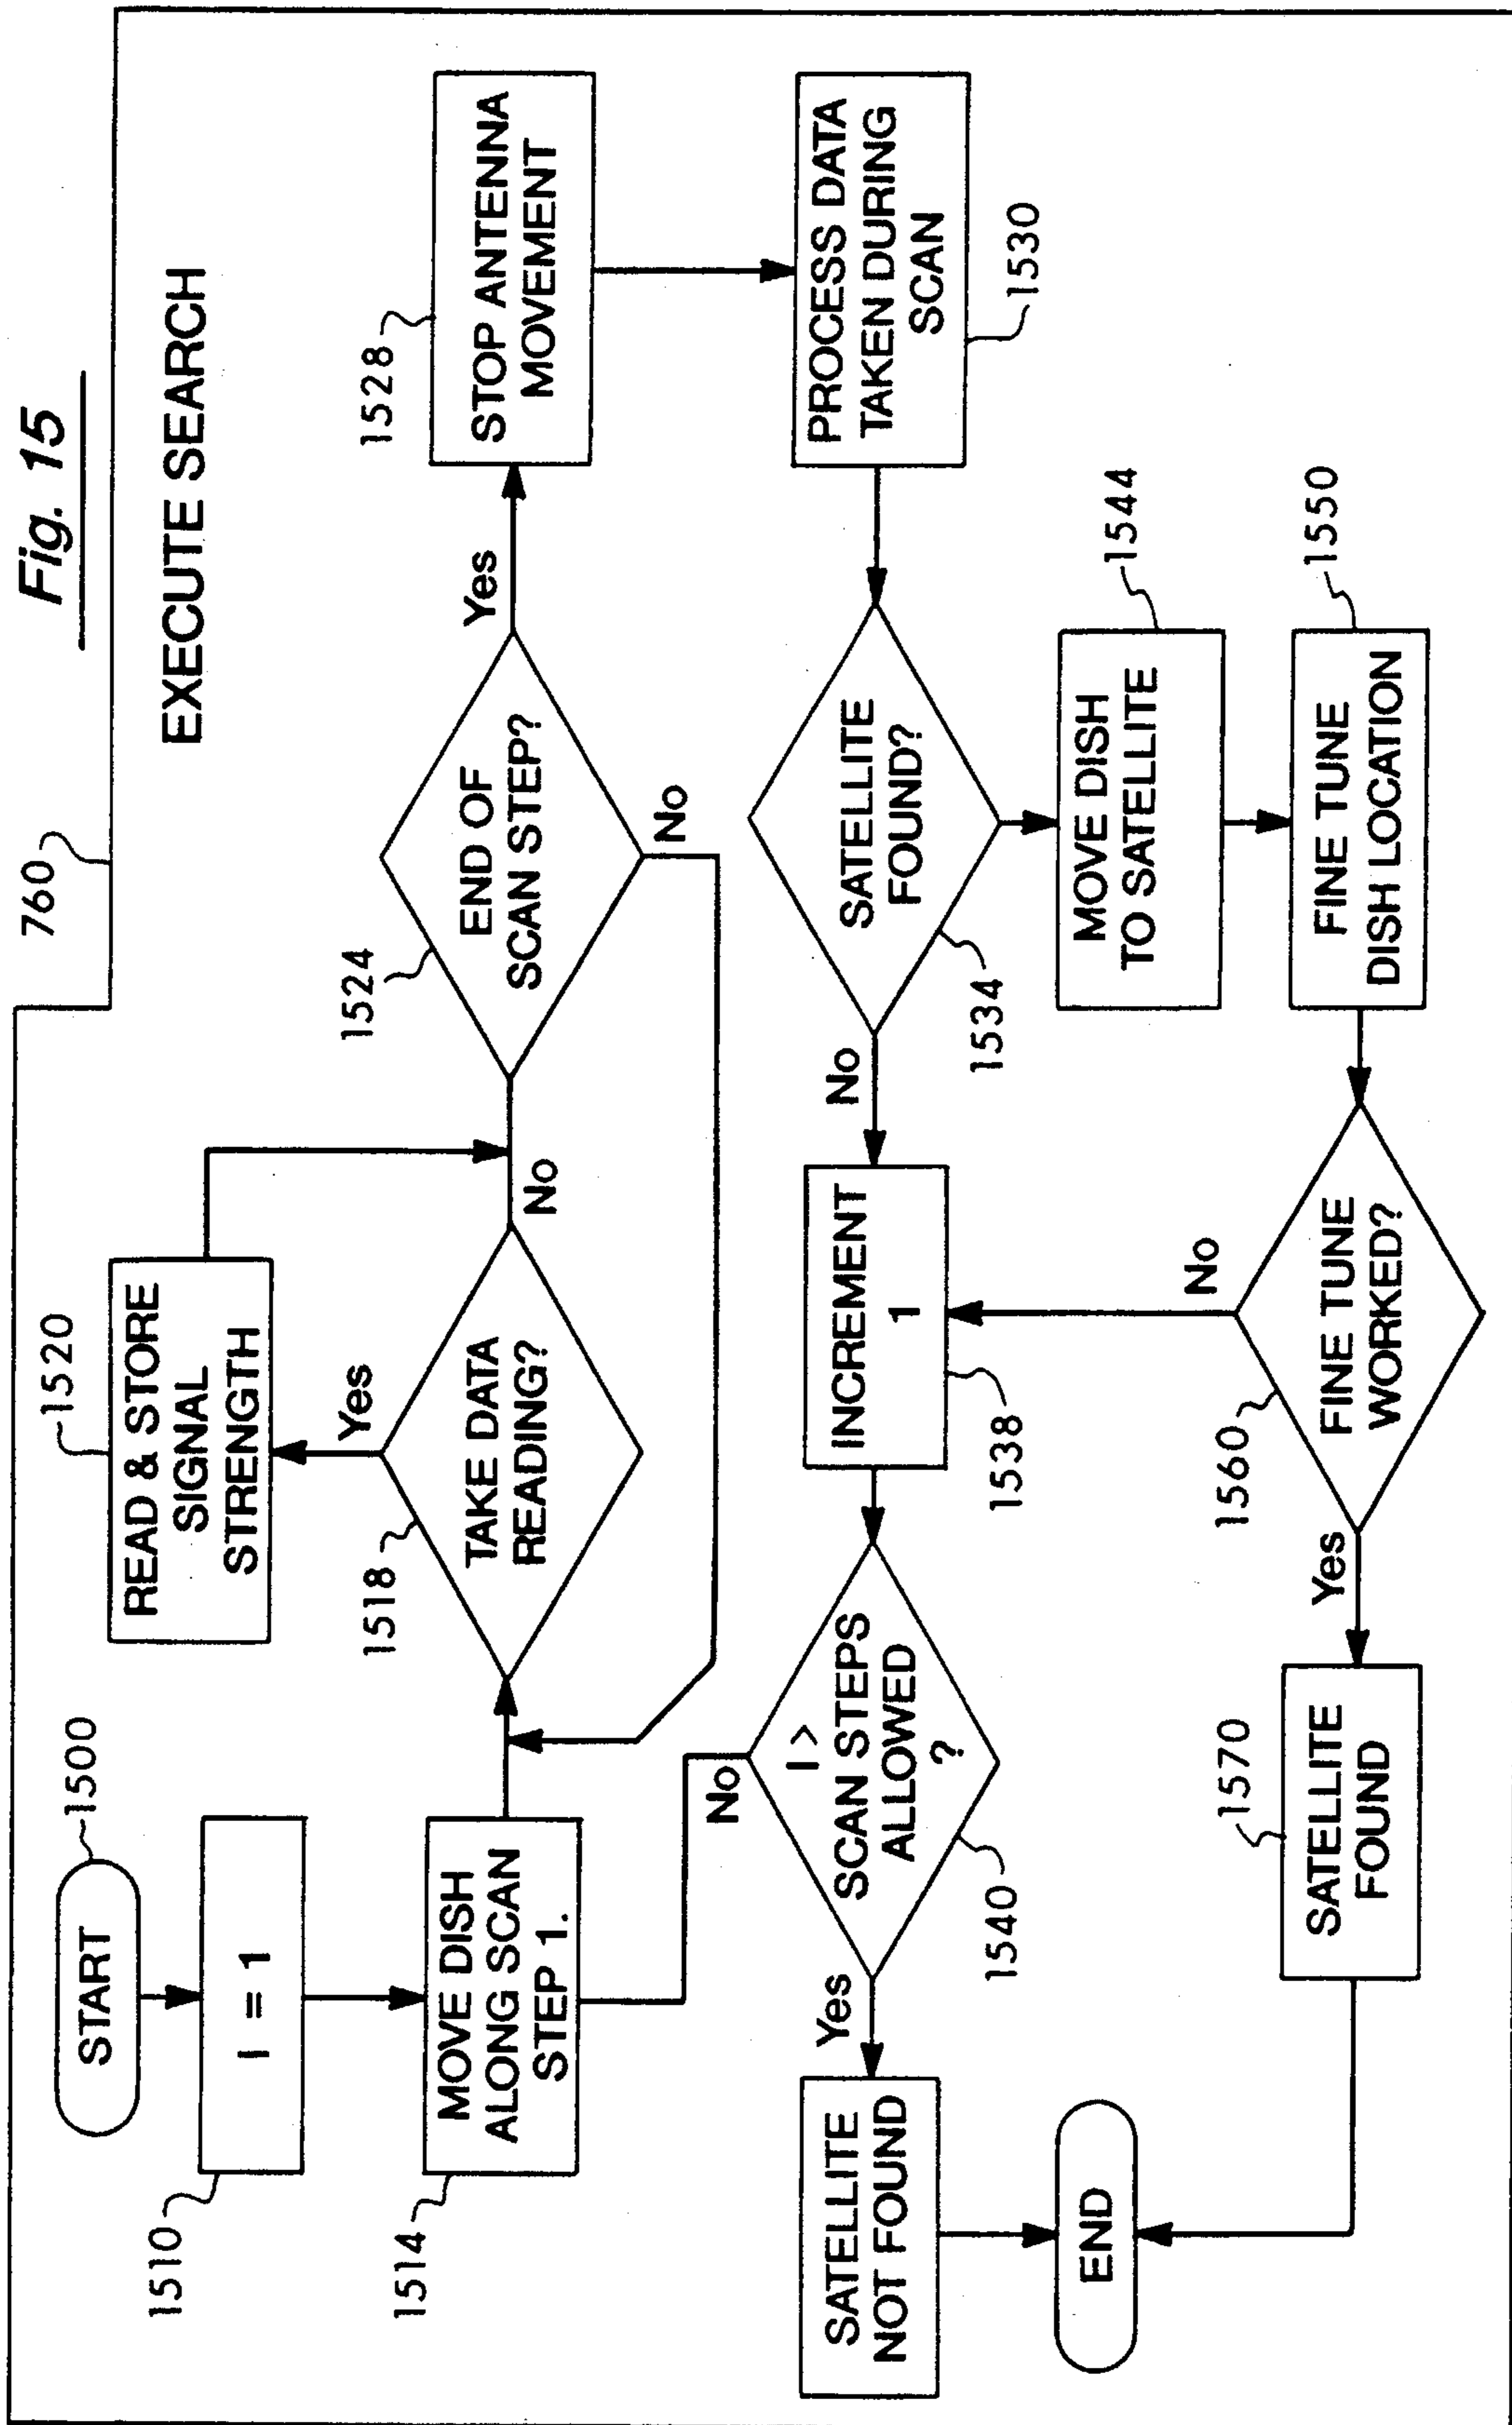 Fig. 15
760
EXECUTE SEARCH
START
1500
I = 1
1510
MOVE DISH
ALONG SCAN
STEP 1.
1514
TAKE DATA
READING?
1518
Yes
No
READ & STORE
SIGNAL
STRENGTH
1520
END OF
SCAN STEP?
1524
Yes
No
STOP ANTENNA
MOVEMENT
1528
PROCESS DATA
TAKEN DURING
SCAN
1530
SATELLITE
FOUND?
1534
No
INCREMENT
1
1538
I >
SCAN STEPS
ALLOWED
?
1540
No
Yes
SATELLITE
NOT FOUND
END
MOVE DISH
TO SATELLITE
1544
FINE TUNE
DISH LOCATION
1550
FINE TUNE
WORKED?
1560
No
Yes
SATELLITE
FOUND
1570